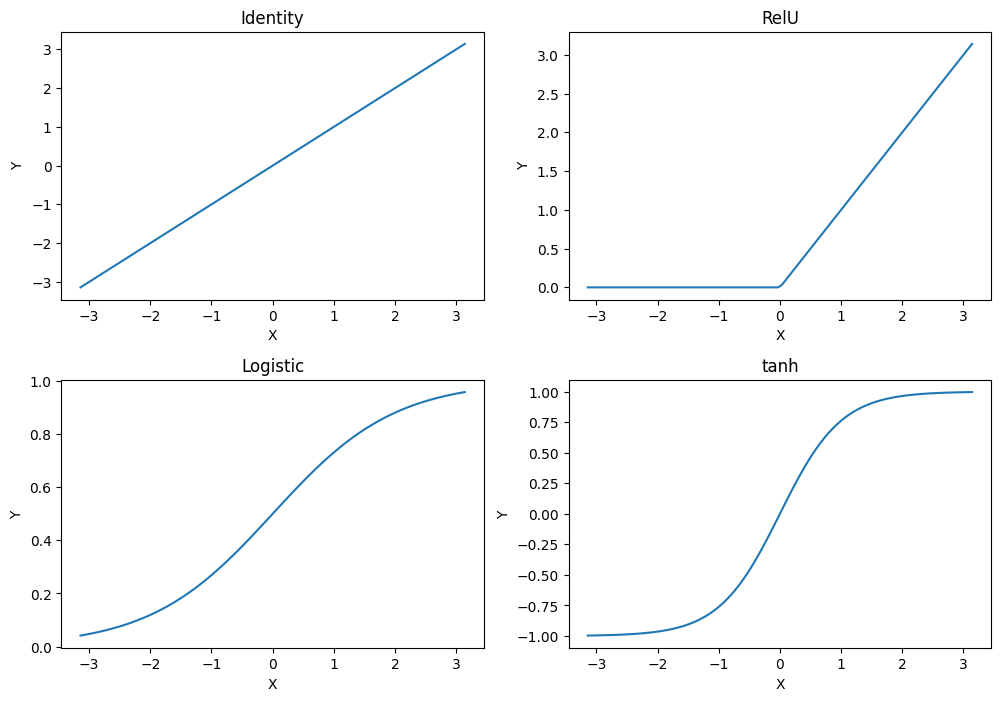 Identity
3
2
1
0
−1
−2
−3
Y
−3 −2 −1 0 1 2 3
X
RelU
3.0
2.5
2.0
1.5
1.0
0.5
0.0
Y
−3 −2 −1 0 1 2 3
X
Logistic
1.0
0.8
0.6
0.4
0.2
0.0
Y
−3 −2 −1 0 1 2 3
X
tanh
1.00
0.75
0.50
0.25
0.00
−0.25
−0.50
−0.75
−1.00
Y
−3 −2 −1 0 1 2 3
X